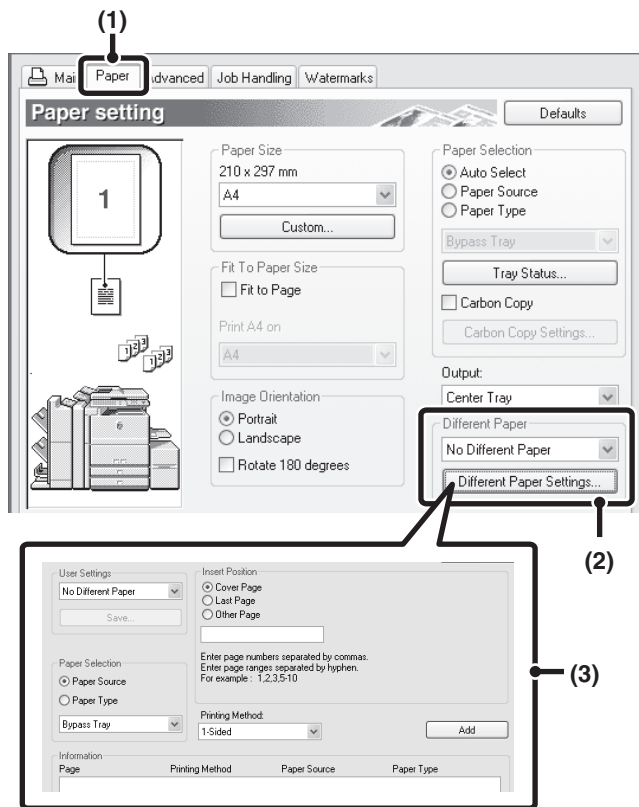 (1)
Mai
Paper
dvanced
Job Handling
Watermarks
Paper setting
Defaults
1
1 2 3
1 2 3
Paper Size
210 x 297 mm
A4
Custom...
Fit To Paper Size
Fit to Page
Print A4 on
A4
Image Orientation
Portrait
Landscape
Rotate 180 degrees
Paper Selection
Auto Select
Paper Source
Paper Type
Bypass Tray
Tray Status...
Carbon Copy
Carbon Copy Settings...
Output:
Center Tray
Different Paper
No Different Paper
Different Paper Settings...
(2)
User Settings
No Different Paper
Save...
Paper Selection
Paper Source
Paper Type
Bypass Tray
Insert Position
Cover Page
Last Page
Other Page
Enter page numbers separated by commas.
Enter page ranges separated by hyphen.
For example : 1,2,3,5-10
Printing Method:
1-Sided
Add
(3)
Information
Page Printing Method Paper Source Paper Type